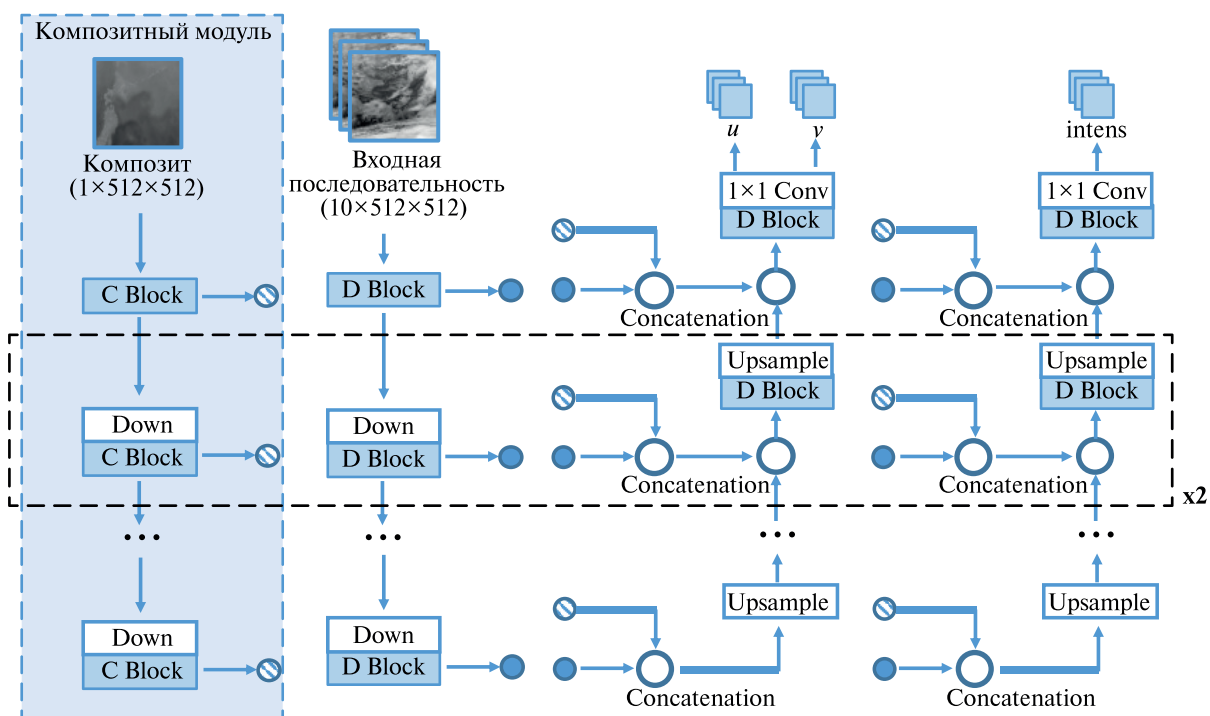 Композитный модуль
Композит
(1×512×512)
Входная
последовательность
(10×512×512)
u
v
intens
1×1 Conv
D Block
1×1 Conv
D Block
C Block
D Block
Concatenation
Concatenation
Upsample
D Block
Upsample
D Block
Down
C Block
Down
D Block
Concatenation
Concatenation
x2
...
...
...
...
Upsample
Upsample
Down
C Block
Down
D Block
Concatenation
Concatenation